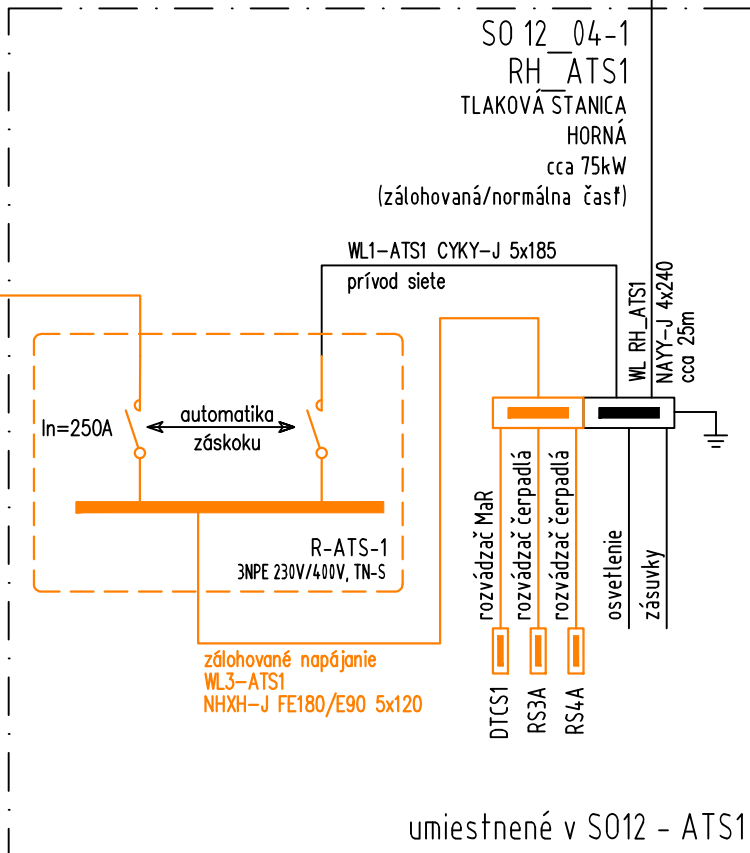 SO 12_04-1
RH_ATS1
TLAKOVÁ STANICA
HORNÁ
cca 75kW
(zálohovaná/normálna časť)
WL1-ATS1 CYKY-J 5x185
prívod siete
WL RH_ATS1
NAYY-J 4x240
cca 25m
In=250A
automatika
záskoku
R-ATS-1
3NPE 230V/400V, TN-S
rozvádzač MaR
rozvádzač čerpadlá
rozvádzač čerpadlá
osvetlenie
zásuvky
zálohované napájanie
WL3-ATS1
NHXH-J FE180/E90 5x120
DTCS1
RS3A
RS4A
umiestnené v SO12 - ATS1